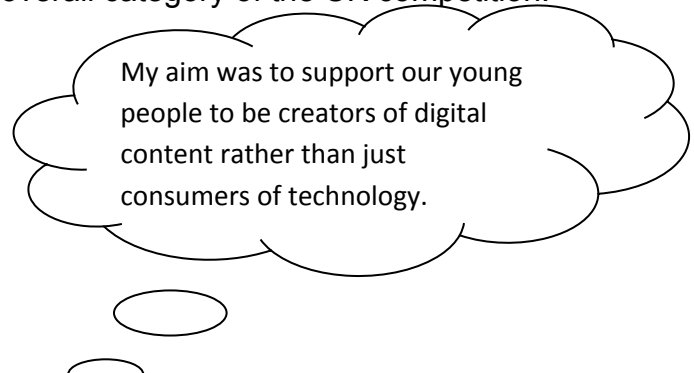 overall category of the UK competition.
My aim was to support our young
people to be creators of digital
content rather than just
consumers of technology.